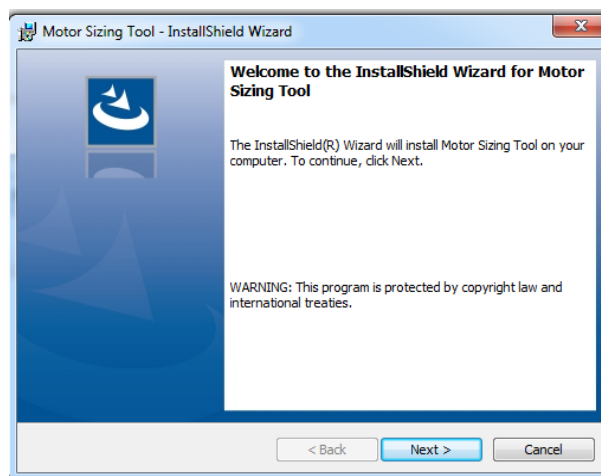 Motor Sizing Tool - InstallShield Wizard
Welcome to the InstallShield Wizard for Motor
Sizing Tool
The InstallShield(R) Wizard will install Motor Sizing Tool on your
computer. To continue, click Next.
WARNING: This program is protected by copyright law and
international treaties.
< Back Next > Cancel